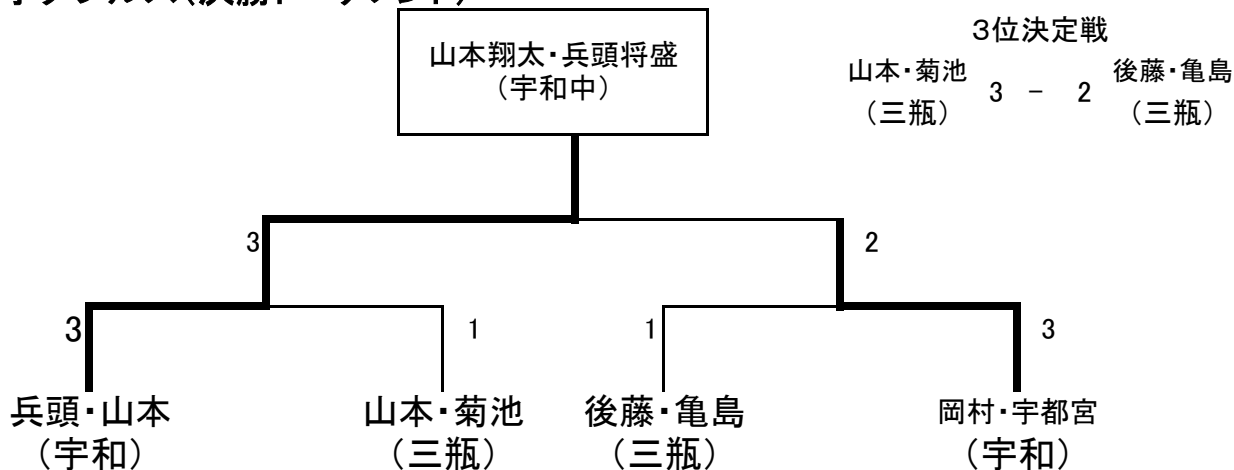 3位決定戦
山本翔太・兵頭将盛
(宇和中)
山本・菊池 3 - 2 後藤・亀島
(三瓶) (三瓶)
3 2
3 1 1 3
兵頭・山本 山本・菊池 後藤・亀島 岡村・宇都宮
(宇和) (三瓶) (三瓶) (宇和)